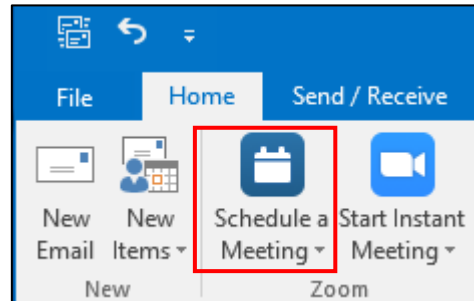 File Home Send / Receive
New New Schedule a Start Instant
Email Items Meeting Meeting
New Zoom